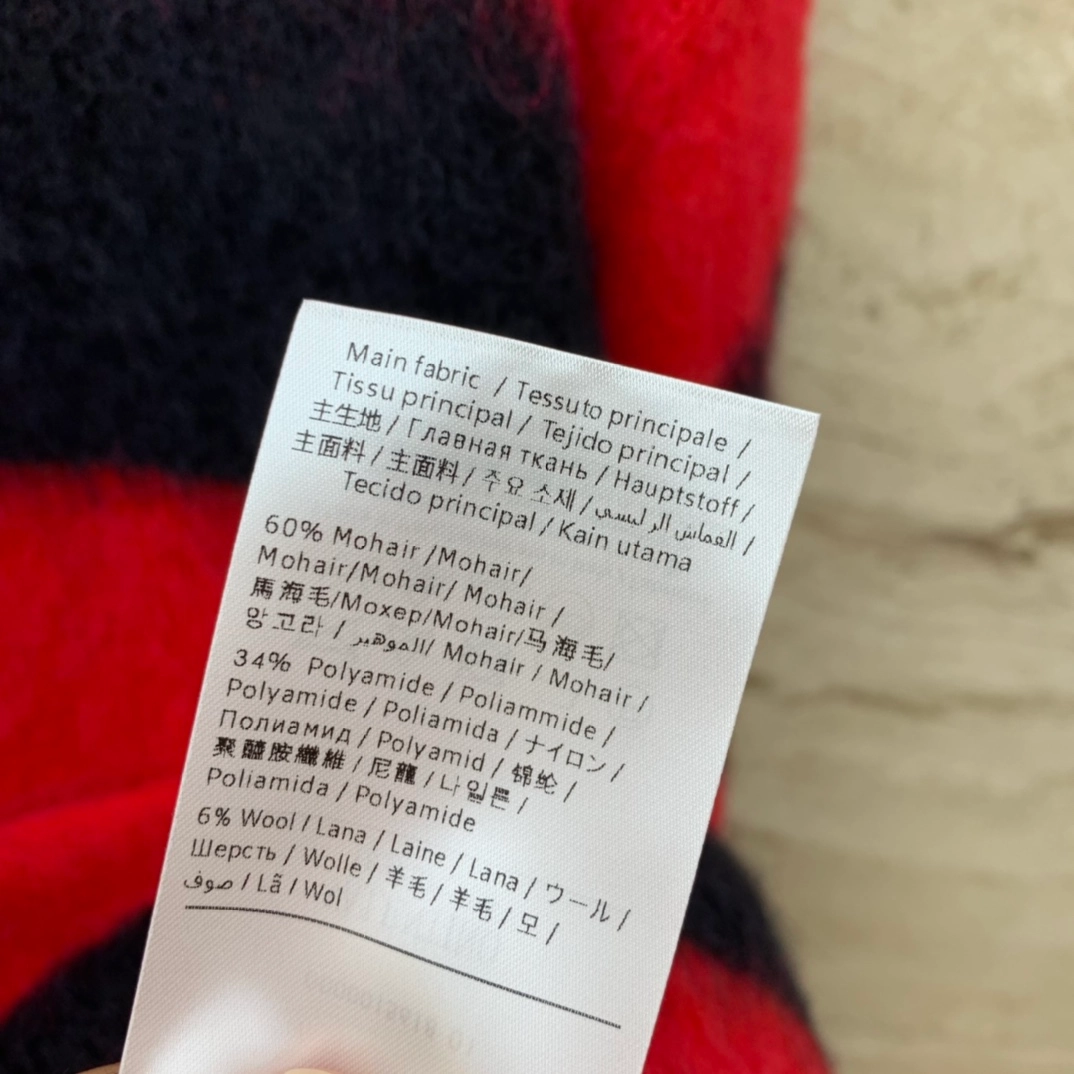 Main fabric / Tessuto principale /
Tissu principal / Tejido principal /
主生地 / Главная ткань / Hauptstoff /
主面料 / 主面料 / 주요 소재 / القماش الرئيسي /
Tecido principal / Kain utama
60% Mohair /Mohair/
Mohair/Mohair/ Mohair /
馬海毛/Мохер/Mohair/马海毛/
앙고라 / الموهير/ Mohair / Mohair /
34% Polyamide / Poliammide /
Polyamide / Poliamida / ナイロン /
Полиамид / Polyamid / 锦纶 /
聚醯胺纖維 / 尼龍 / 나일론 /
Poliamida / Polyamide
6% Wool / Lana / Laine / Lana / ウール /
Шерсть / Wolle / 羊毛 / 羊毛 / 모 /
صوف / Lã / Wol